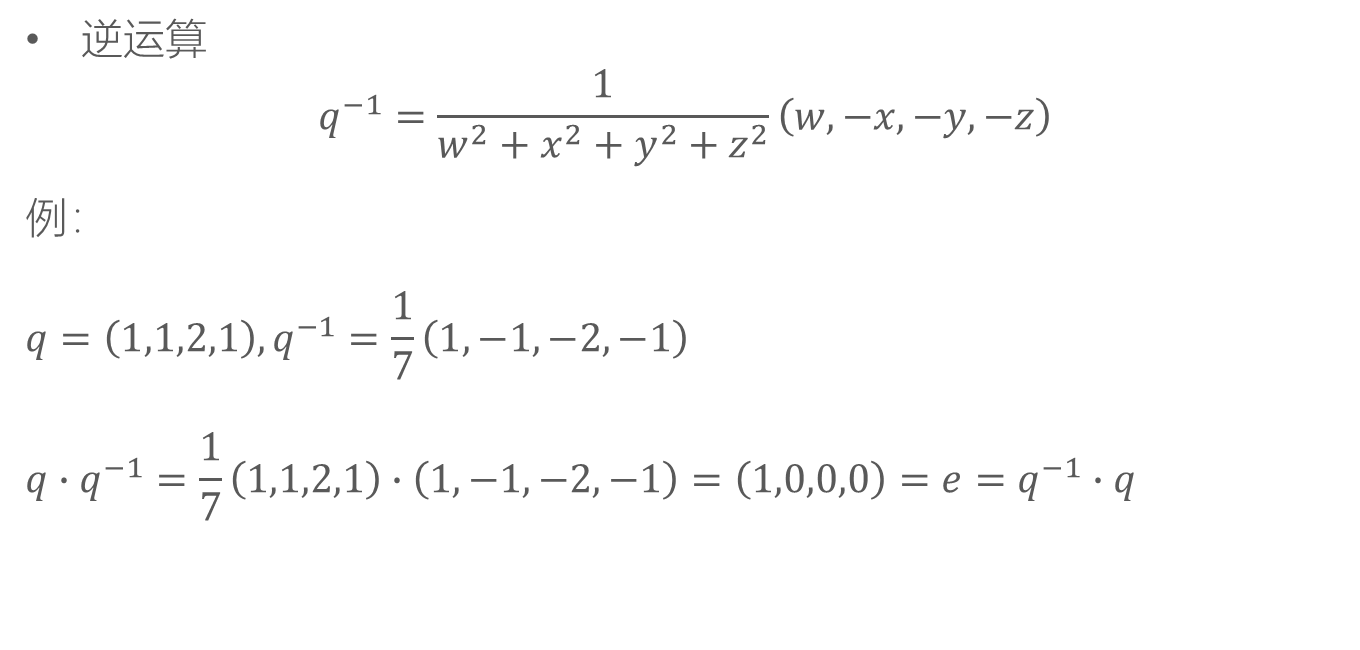 • 逆运算
q⁻¹ = 1/(w² + x² + y² + z²) (w, −x, −y, −z)
例:
q = (1,1,2,1), q⁻¹ = 1/7 (1, −1, −2, −1)
q · q⁻¹ = 1/7 (1,1,2,1) · (1, −1, −2, −1) = (1,0,0,0) = e = q⁻¹ · q